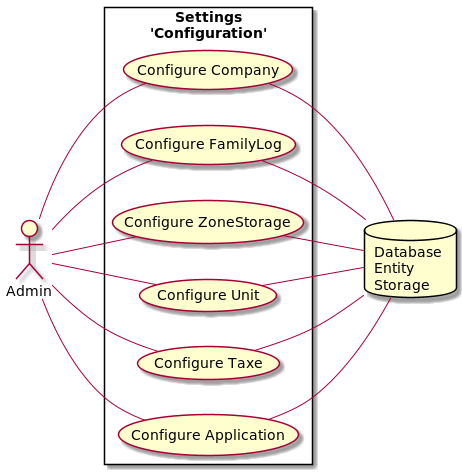 Settings
'Configuration'
Configure Company
Configure FamilyLog
Configure ZoneStorage
Configure Unit
Configure Taxe
Configure Application
Admin
Database
Entity
Storage